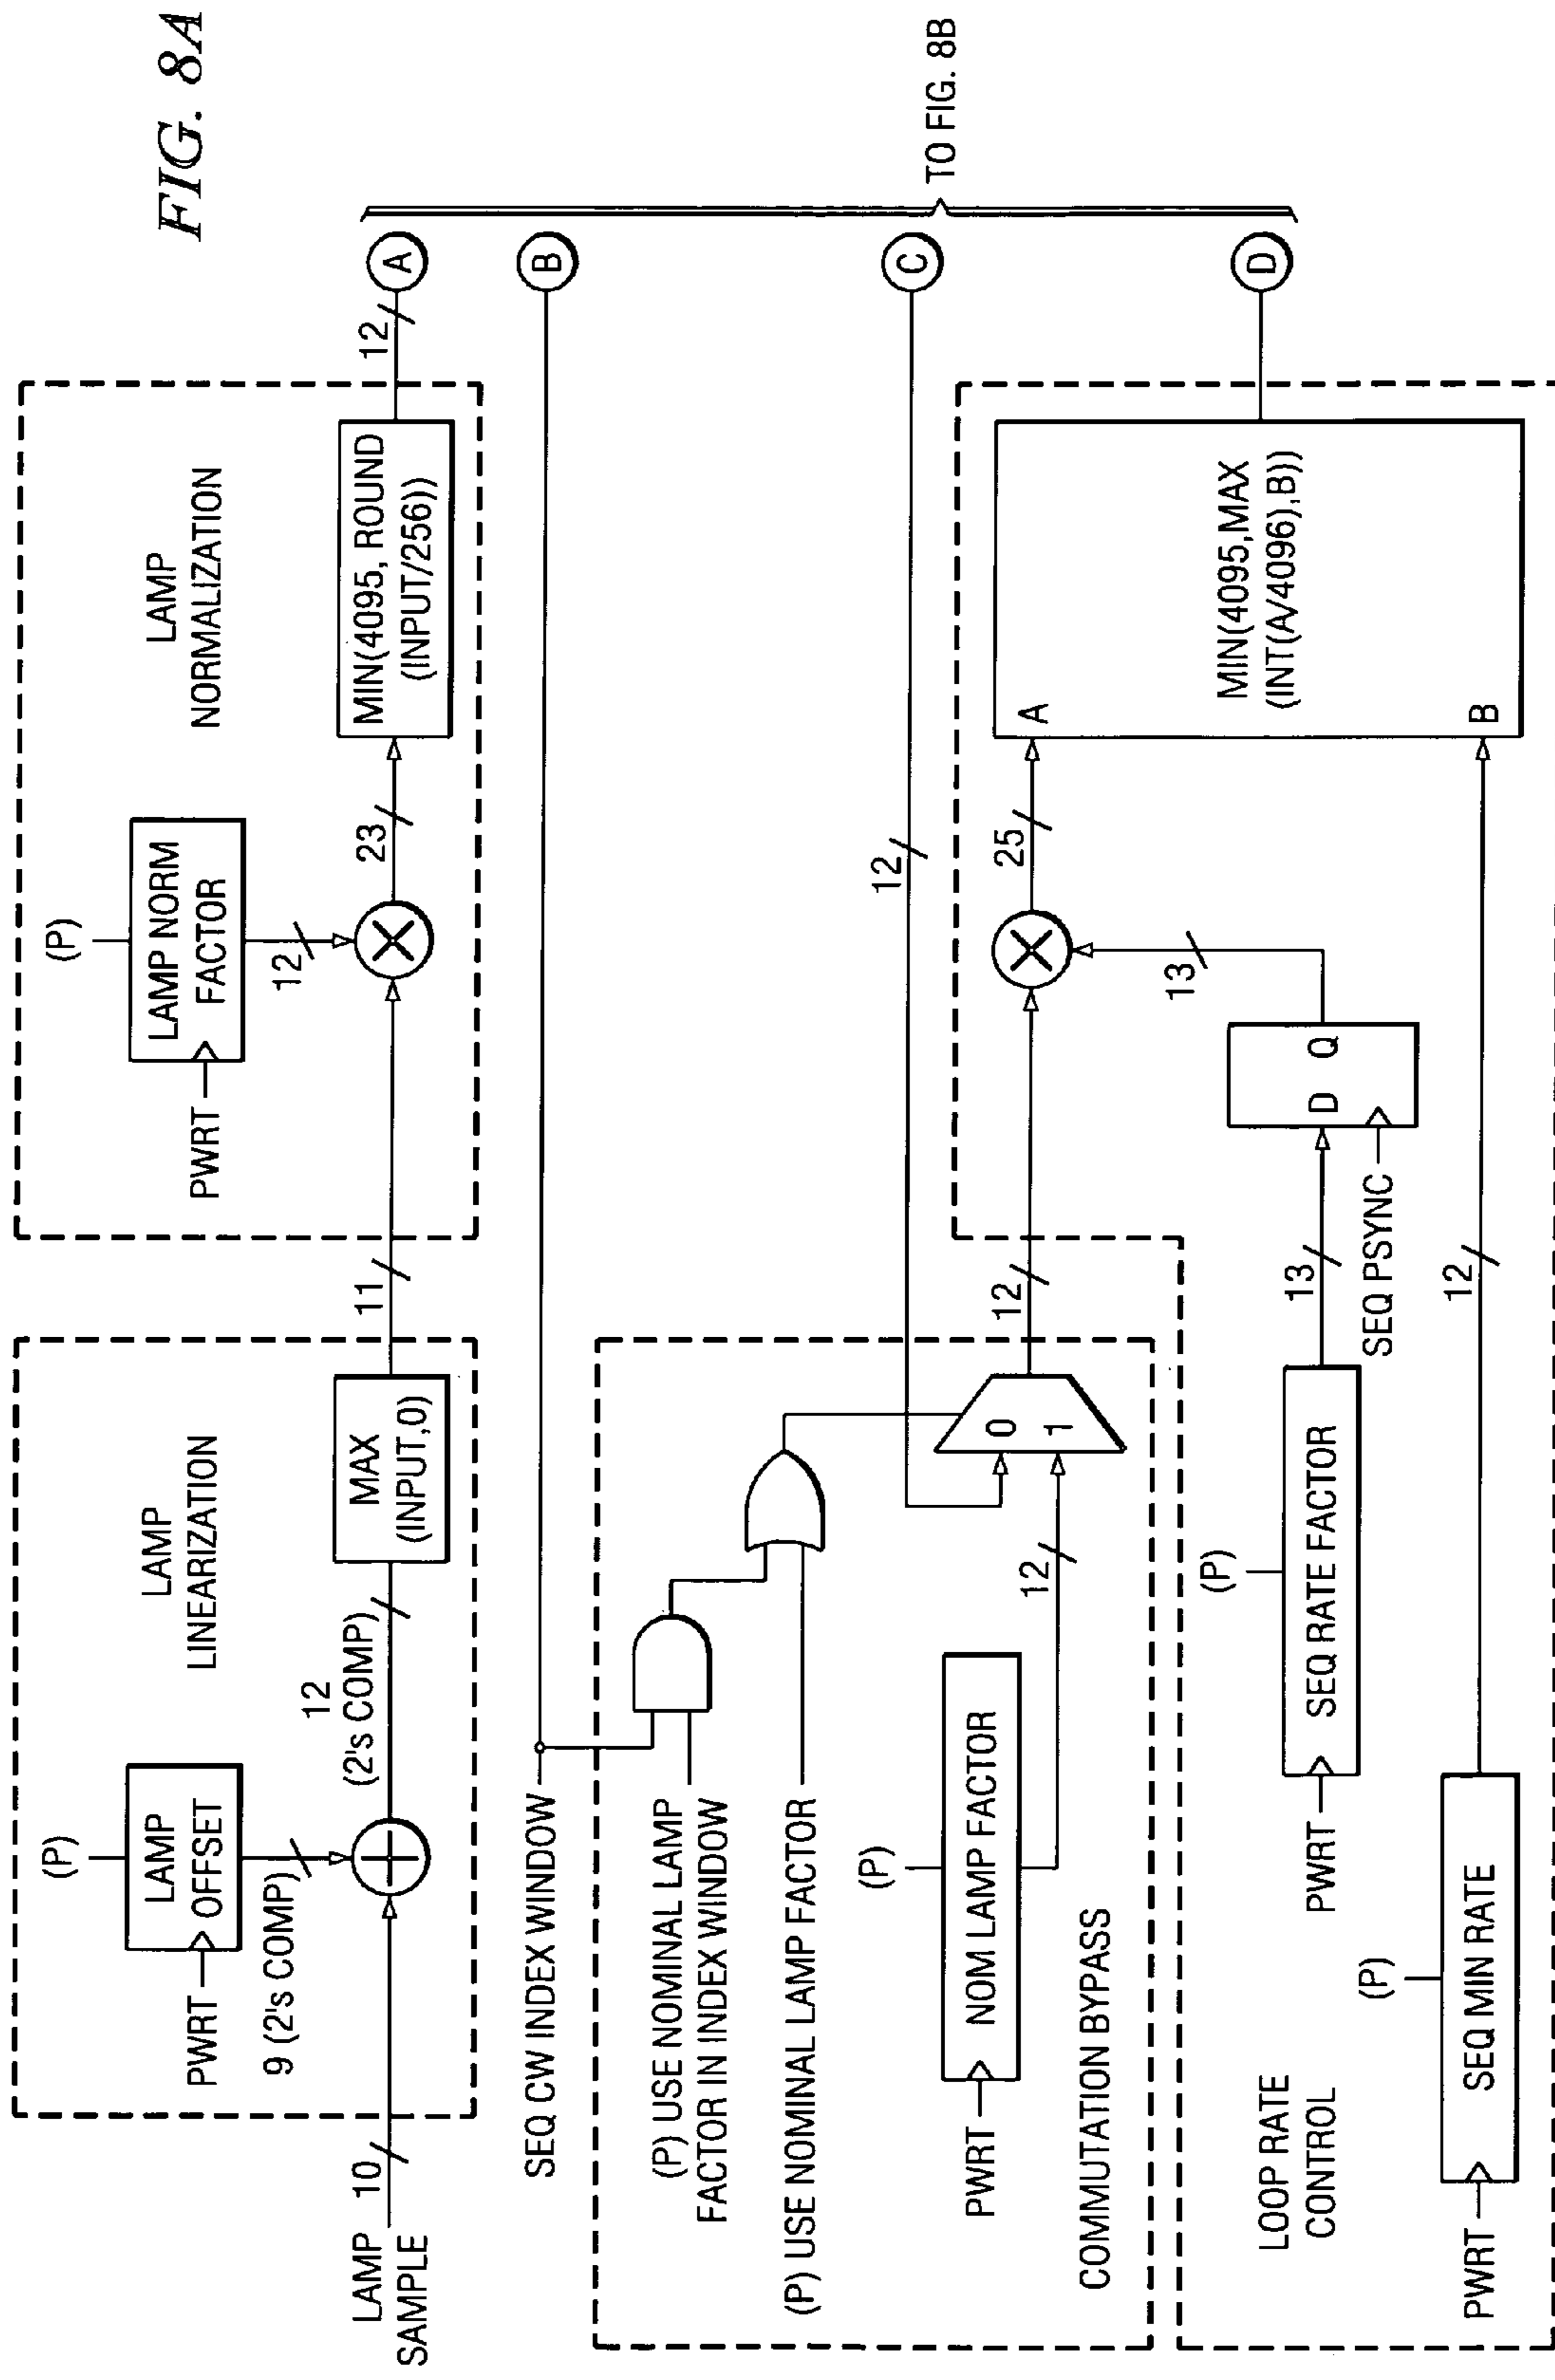 FIG. 8A
LAMP
LINEARIZATION
(P)
LAMP
OFFSET
PWRT
9 (2's COMP)
LAMP
SAMPLE
10
12
(2's COMP)
MAX
(INPUT,0)
11
LAMP
NORMALIZATION
(P)
LAMP NORM
FACTOR
PWRT
12
23
MIN(4095, ROUND
(INPUT/256))
12
A
SEQ CW INDEX WINDOW
B
(P) USE NOMINAL LAMP
FACTOR IN INDEX WINDOW
(P) USE NOMINAL LAMP FACTOR
(P)
NOM LAMP FACTOR
PWRT
12
0
1
COMMUTATION BYPASS
12
C
TO FIG. 8B
12
25
A
MIN(4095,MAX
(INT(A/4096),B))
B
D
13
D Q
SEQ PSYNC
13
(P)
SEQ RATE FACTOR
PWRT
LOOP RATE
CONTROL
(P)
SEQ MIN RATE
PWRT
12